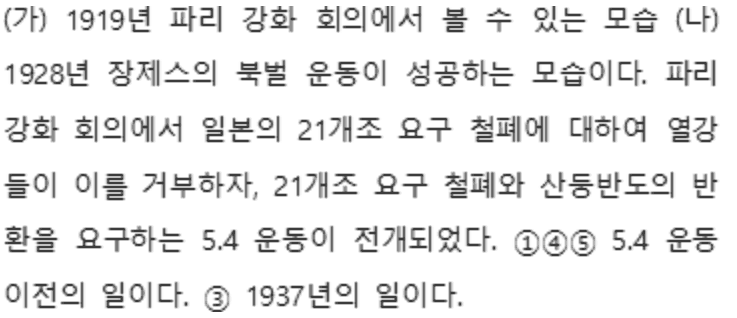 (가) 1919년 파리 강화 회의에서 볼 수 있는 모습 (나)
1928년 장제스의 북벌 운동이 성공하는 모습이다. 파리
강화 회의에서 일본의 21개조 요구 철폐에 대하여 열강
들이 이를 거부하자, 21개조 요구 철폐와 산둥반도의 반
환을 요구하는 5.4 운동이 전개되었다. ①④⑤ 5.4 운동
이전의 일이다. ③ 1937년의 일이다.